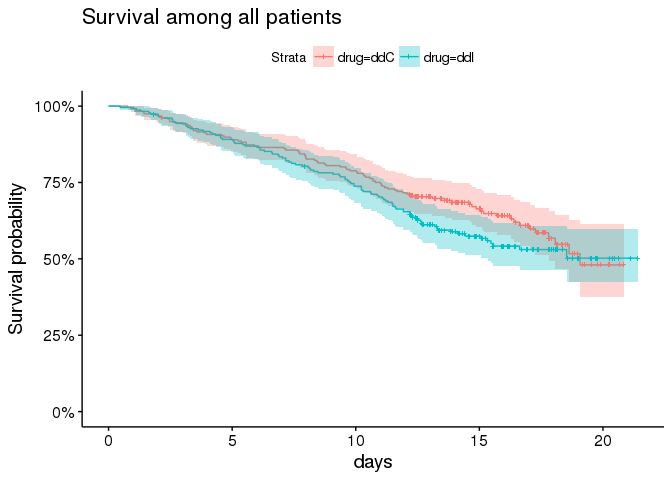 Survival among all patients
Strata drug=ddC drug=ddI
100%
75%
50%
25%
0%
Survival probability
0 5 10 15 20
days